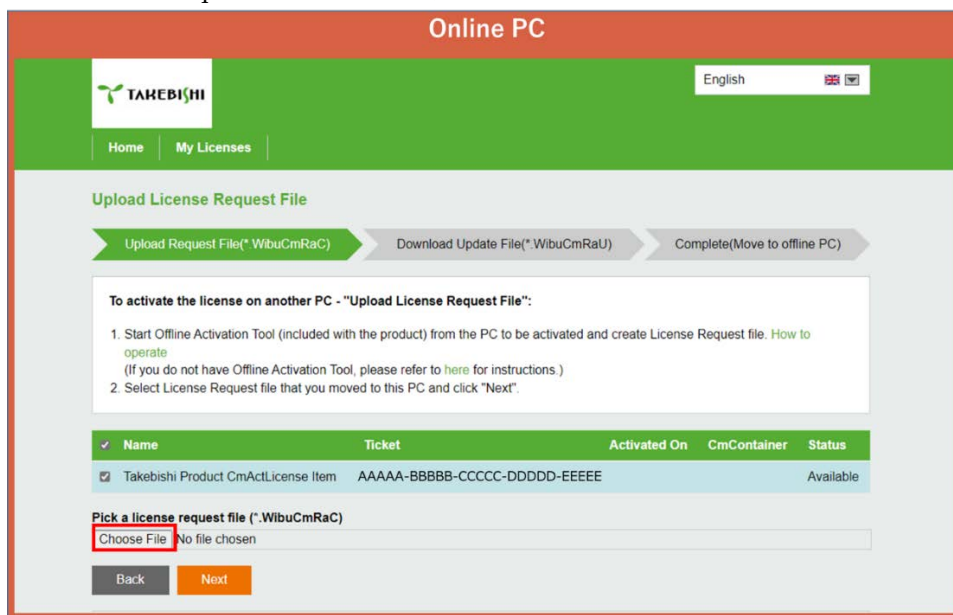 Online PC
TAKEBISHI
English
Home My Licenses
Upload License Request File
Upload Request File(*.WibuCmRaC) Download Update File(*.WibuCmRaU) Complete(Move to offline PC)
To activate the license on another PC - "Upload License Request File":
1. Start Offline Activation Tool (included with the product) from the PC to be activated and create License Request file. How to
operate
(If you do not have Offline Activation Tool, please refer to here for instructions.)
2. Select License Request file that you moved to this PC and click "Next".
Name Ticket Activated On CmContainer Status
Takebishi Product CmActLicense Item AAAAA-BBBBB-CCCCC-DDDDD-EEEEE Available
Pick a license request file (*.WibuCmRaC)
Choose File No file chosen
Back Next